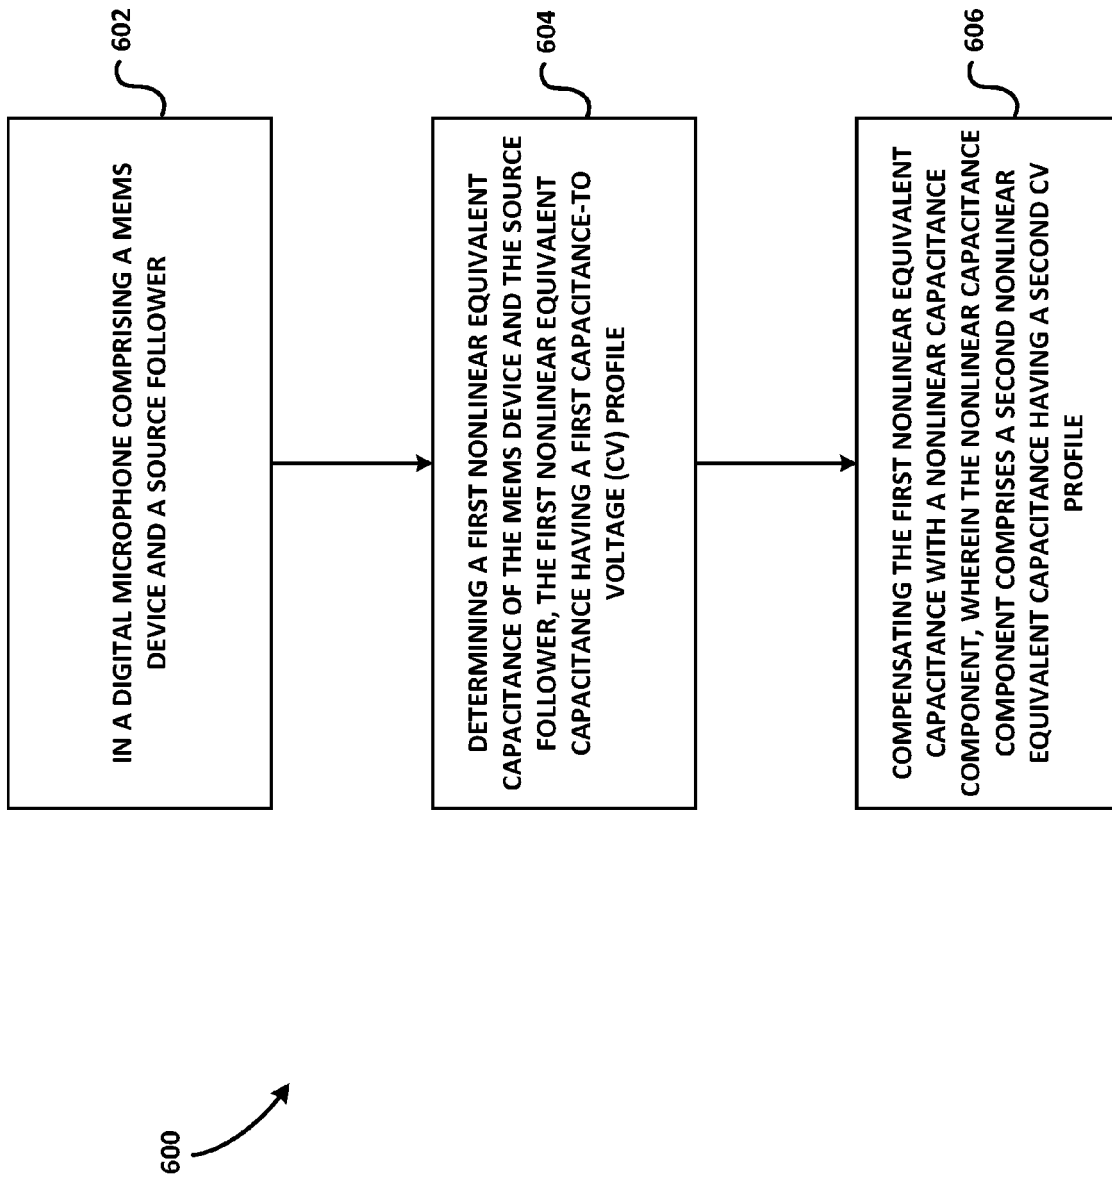 600
IN A DIGITAL MICROPHONE COMPRISING A MEMS
DEVICE AND A SOURCE FOLLOWER
602
DETERMINING A FIRST NONLINEAR EQUIVALENT
CAPACITANCE OF THE MEMS DEVICE AND THE SOURCE
FOLLOWER, THE FIRST NONLINEAR EQUIVALENT
CAPACITANCE HAVING A FIRST CAPACITANCE-TO
VOLTAGE (CV) PROFILE
604
COMPENSATING THE FIRST NONLINEAR EQUIVALENT
CAPACITANCE WITH A NONLINEAR CAPACITANCE
COMPONENT, WHEREIN THE NONLINEAR CAPACITANCE
COMPONENT COMPRISES A SECOND NONLINEAR
EQUIVALENT CAPACITANCE HAVING A SECOND CV
PROFILE
606